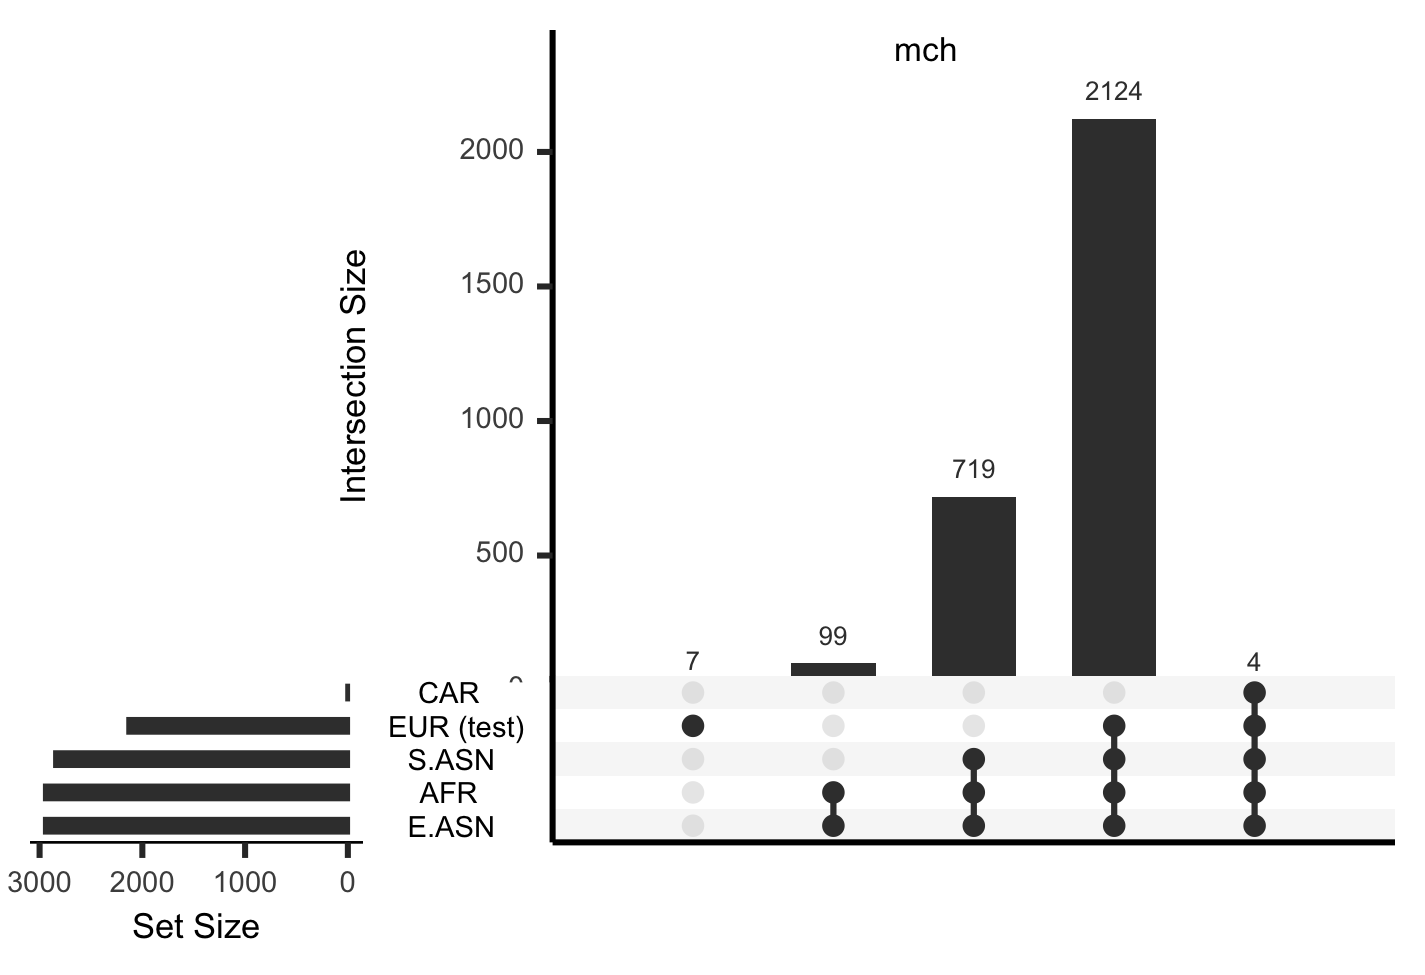 mch
2124
2000
1500
1000
719
500
99
7
4
Intersection Size
CAR
EUR (test)
S.ASN
AFR
E.ASN
3000 2000 1000 0
Set Size